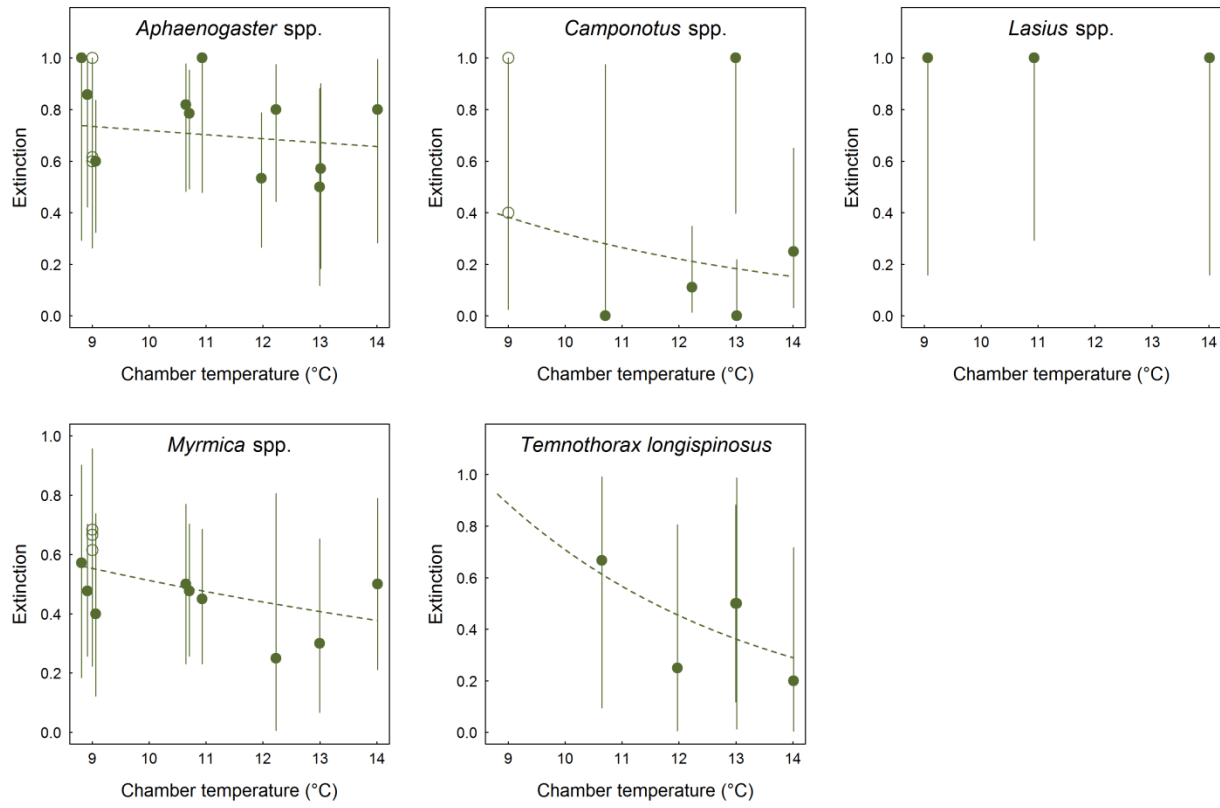 Aphaenogaster spp.
Extinction
1.0
0.8
0.6
0.4
0.2
0.0
9 10 11 12 13 14
Chamber temperature (°C)
Camponotus spp.
Extinction
1.0
0.8
0.6
0.4
0.2
0.0
9 10 11 12 13 14
Chamber temperature (°C)
Lasius spp.
Extinction
1.0
0.8
0.6
0.4
0.2
0.0
9 10 11 12 13 14
Chamber temperature (°C)
Myrmica spp.
Extinction
1.0
0.8
0.6
0.4
0.2
0.0
9 10 11 12 13 14
Chamber temperature (°C)
Temnothorax longispinosus
Extinction
1.0
0.8
0.6
0.4
0.2
0.0
9 10 11 12 13 14
Chamber temperature (°C)